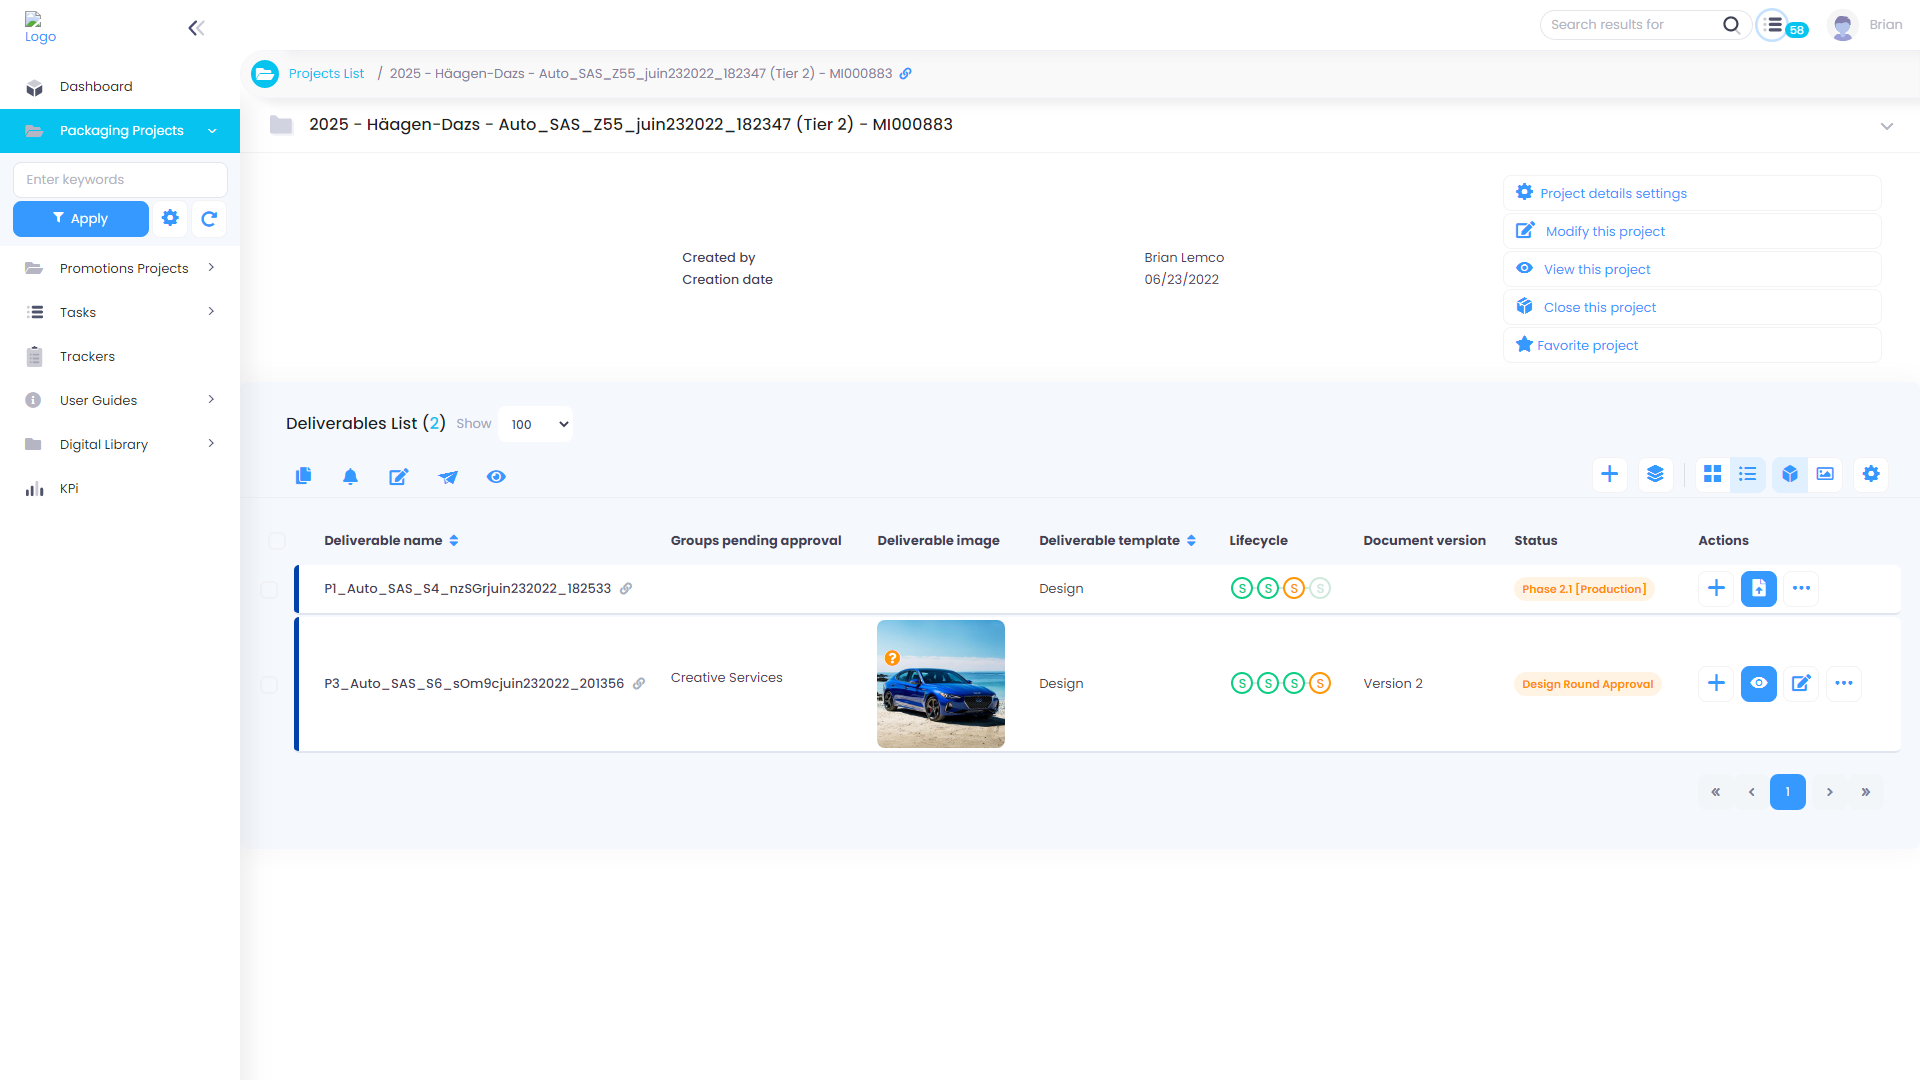 Logo
Search results for
58
Brian
Dashboard
Packaging Projects
Enter keywords
Apply
Promotions Projects
Tasks
Trackers
User Guides
Digital Library
KPi
Projects List / 2025 - Häagen-Dazs - Auto_SAS_Z55_juin232022_182347 (Tier 2) - MI000883
2025 - Häagen-Dazs - Auto_SAS_Z55_juin232022_182347 (Tier 2) - MI000883
Created by Brian Lemco
Creation date 06/23/2022
Project details settings
Modify this project
View this project
Close this project
Favorite project
Deliverables List (2) Show 100
Deliverable name Groups pending approval Deliverable image Deliverable template Lifecycle Document version Status Actions
P1_Auto_SAS_S4_nzSGrjuin232022_182533 Design S S S S Phase 2.1 [Production]
P3_Auto_SAS_S6_sOm9cjuin232022_201356 Creative Services ? Design S S S S Version 2 Design Round Approval
« ‹ 1 › »